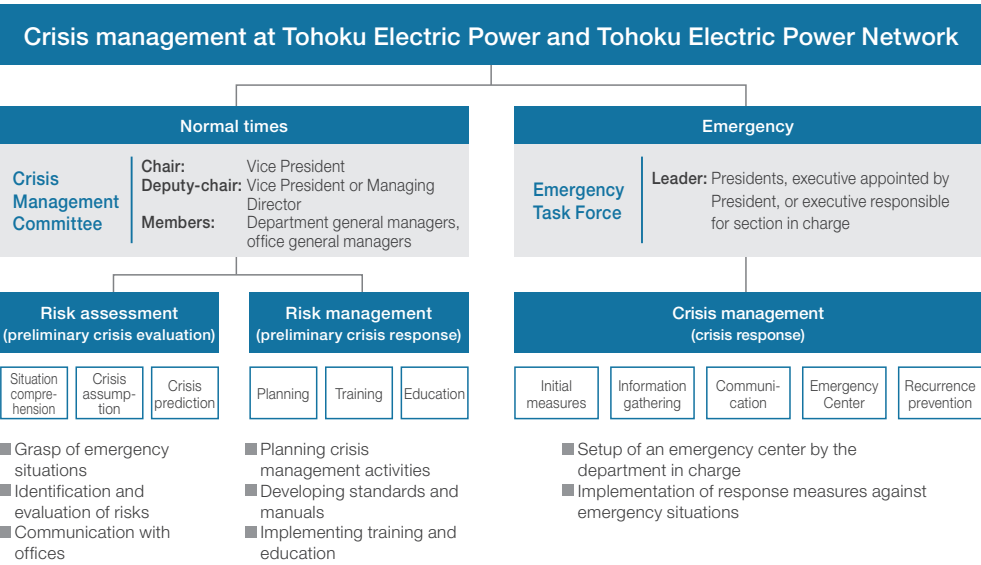 Crisis management at Tohoku Electric Power and Tohoku Electric Power Network
Normal times
Crisis
Management
Committee
Chair: Vice President
Deputy-chair: Vice President or Managing
Director
Members: Department general managers,
office general managers
Emergency
Emergency
Task Force
Leader: Presidents, executive appointed by
President, or executive responsible
for section in charge
Risk assessment
(preliminary crisis evaluation)
Situation
compre-
hension
Crisis
assump-
tion
Crisis
prediction
Grasp of emergency
situations
Identification and
evaluation of risks
Communication with
offices
Risk management
(preliminary crisis response)
Planning
Training
Education
Planning crisis
management activities
Developing standards and
manuals
Implementing training and
education
Crisis management
(crisis response)
Initial
measures
Information
gathering
Communi-
cation
Emergency
Center
Recurrence
prevention
Setup of an emergency center by the
department in charge
Implementation of response measures against
emergency situations